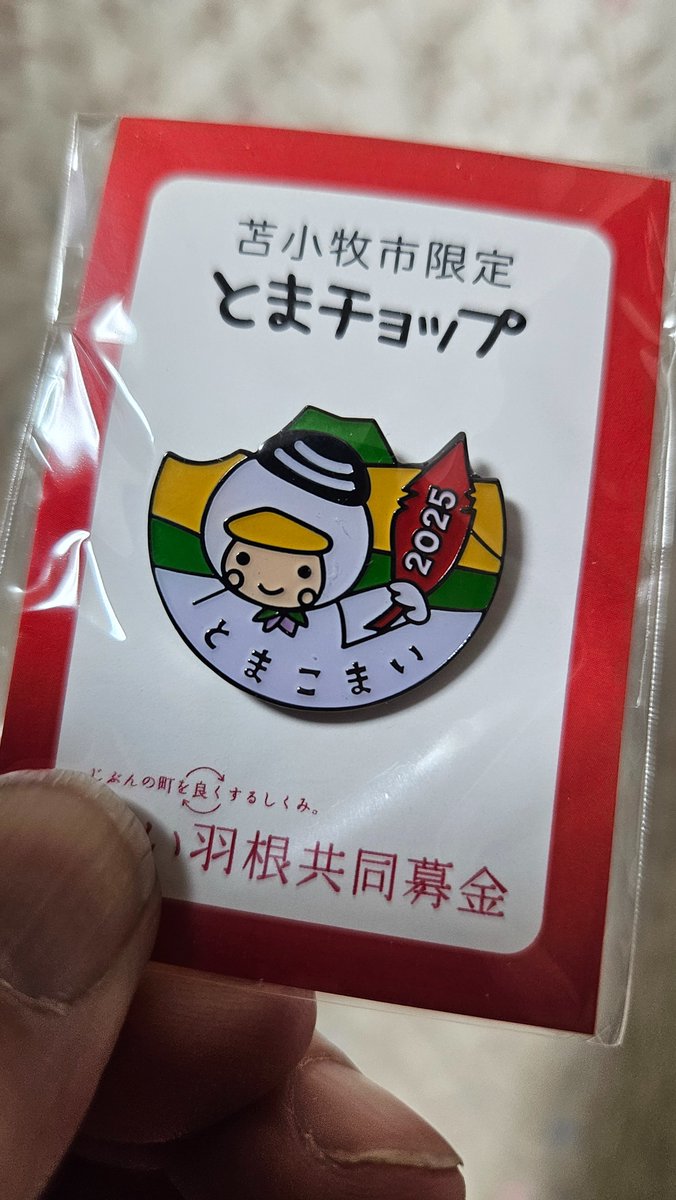 苫小牧市限定
とまチョップ
2025
とまこまい
じぶんの町を良くするしくみ。
い羽根共同募金